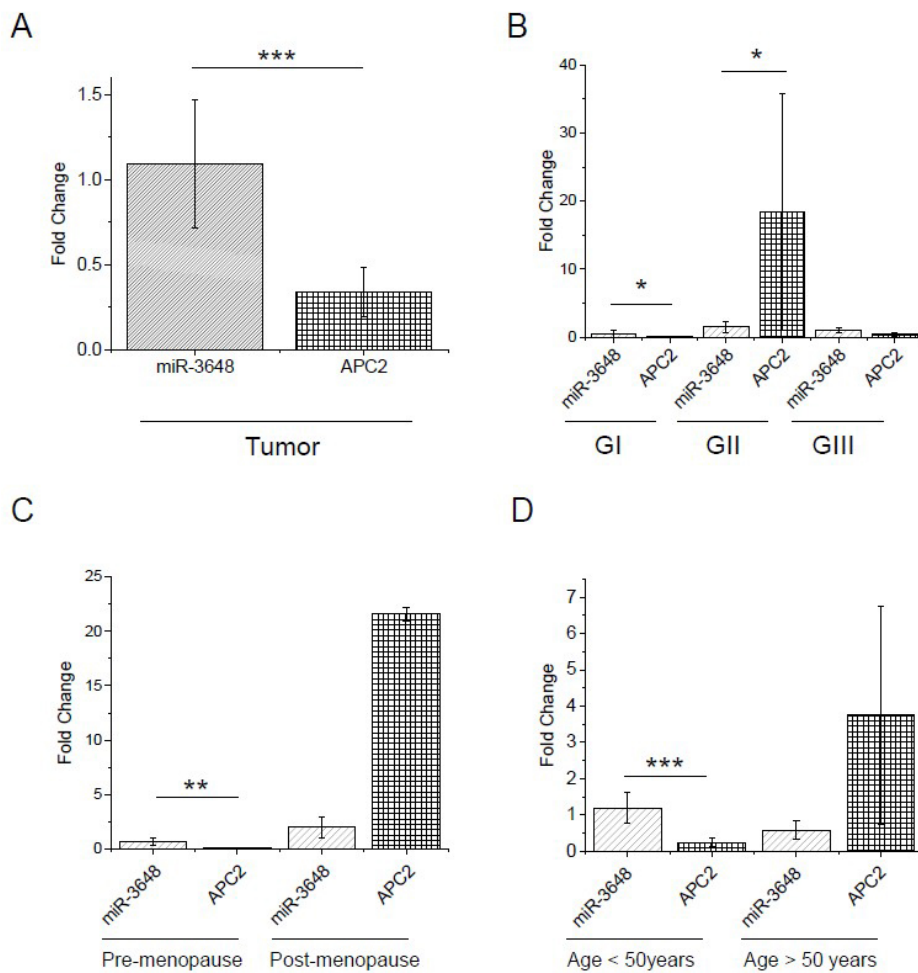 A
***
Fold Change
1.5
1.0
0.5
0.0
miR-3648
APC2
Tumor
B
*
*
Fold Change
40
30
20
10
0
miR-3648
APC2
miR-3648
APC2
miR-3648
APC2
GI
GII
GIII
C
**
Fold Change
25
20
15
10
5
0
miR-3648
APC2
miR-3648
APC2
Pre-menopause
Post-menopause
D
***
Fold Change
7
6
5
4
3
2
1
0
miR-3648
APC2
miR-3648
APC2
Age < 50years
Age > 50 years